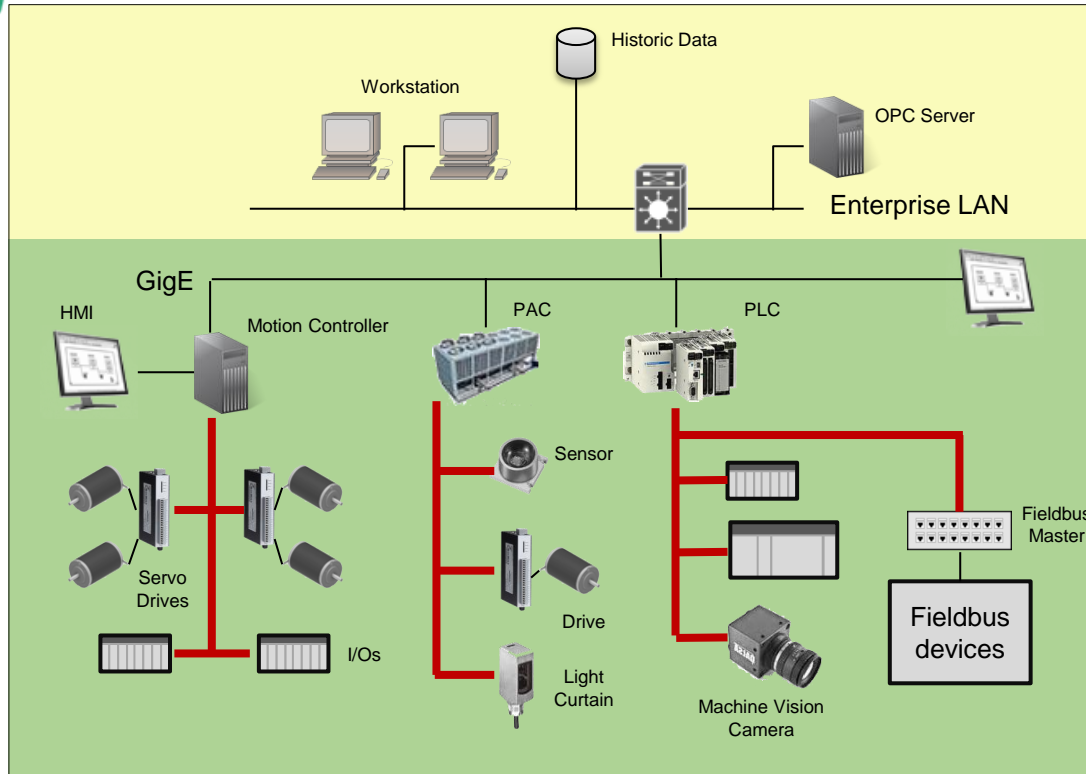 Historic Data
Workstation
OPC Server
Enterprise LAN
GigE
HMI
Motion Controller
PAC
PLC
Sensor
Servo
Drives
Drive
I/Os
Light
Curtain
Machine Vision
Camera
Fieldbus
Master
Fieldbus
devices